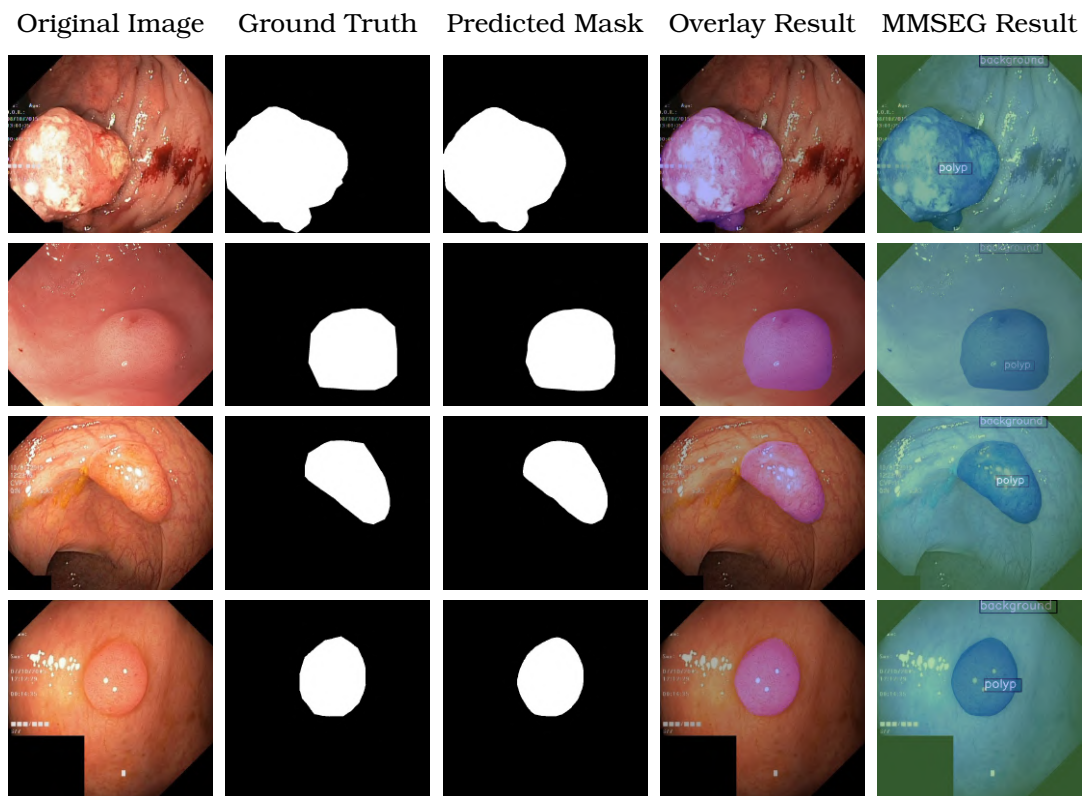 Original Image Ground Truth Predicted Mask Overlay Result MMSEG Result
background
polyp
background
polyp
background
polyp
background
polyp